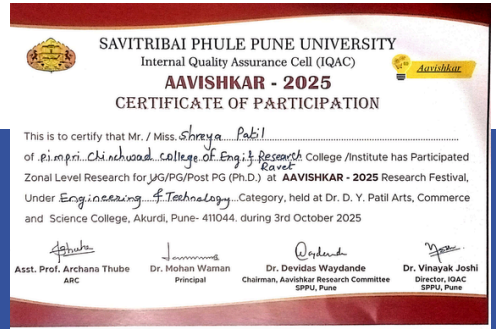 SAVITRIBAI PHULE PUNE UNIVERSITY
Internal Quality Assurance Cell (IQAC)
Aavishkar
AAVISHKAR - 2025
CERTIFICATE OF PARTICIPATION
This is to certify that Mr. / Miss. Shreya Patil
of Pimpri Chinchwad College of Eng.& Research Ravet College /Institute has Participated
Zonal Level Research for UG/PG/Post PG (Ph.D.) at AAVISHKAR - 2025 Research Festival,
Under Engineering & Technology Category, held at Dr. D. Y. Patil Arts, Commerce
and Science College, Akurdi, Pune- 411044. during 3rd October 2025
Asst. Prof. Archana Thube
ARC
Dr. Mohan Waman
Principal
Dr. Devidas Waydande
Chairman, Aavishkar Research Committee
SPPU, Pune
Dr. Vinayak Joshi
Director, IQAC
SPPU, Pune